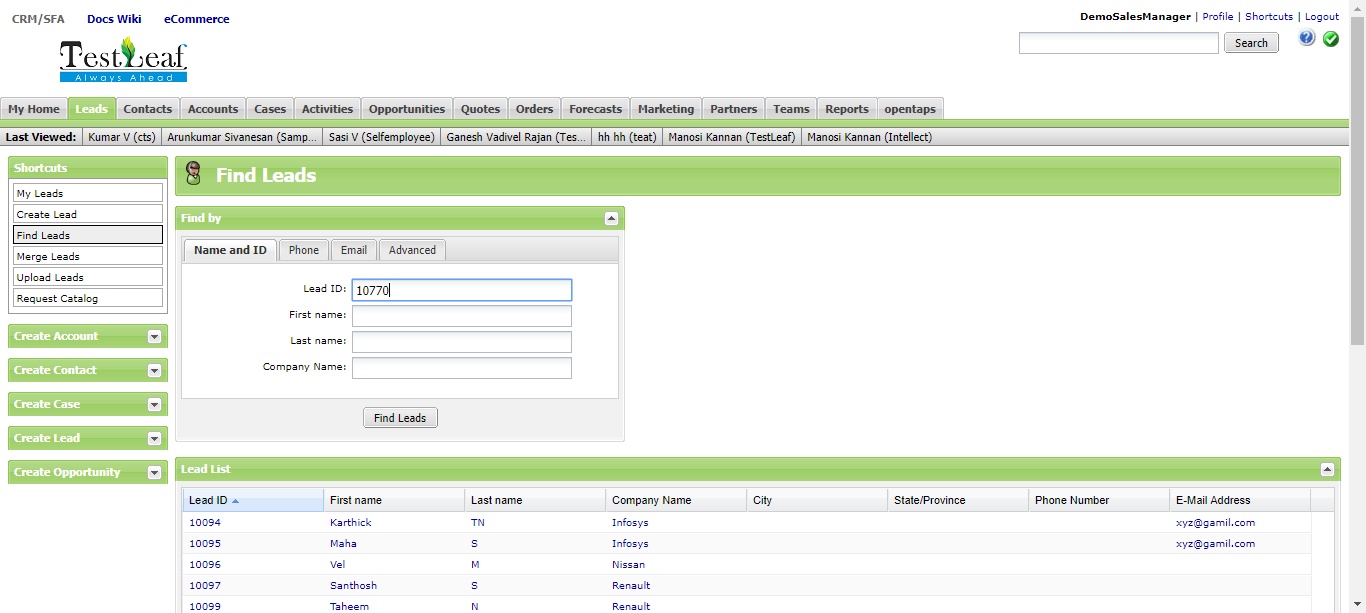 CRM/SFA Docs Wiki eCommerce
DemoSalesManager | Profile | Shortcuts | Logout
TestLeaf
Always Ahead
Search
My Home Leads Contacts Accounts Cases Activities Opportunities Quotes Orders Forecasts Marketing Partners Teams Reports opentaps
Last Viewed: Kumar V (cts) Arunkumar Sivanesan (Samp... Sasi V (Selfemployee) Ganesh Vadivel Rajan (Tes... hh hh (teat) Manosi Kannan (TestLeaf) Manosi Kannan (Intellect)
Shortcuts
My Leads
Create Lead
Find Leads
Merge Leads
Upload Leads
Request Catalog
Create Account
Create Contact
Create Case
Create Lead
Create Opportunity
Find Leads
Find by
Name and ID Phone Email Advanced
Lead ID: 10770
First name:
Last name:
Company Name:
Find Leads
Lead List
Lead ID First name Last name Company Name City State/Province Phone Number E-Mail Address
10094 Karthick TN Infosys xyz@gamil.com
10095 Maha S Infosys xyz@gamil.com
10096 Vel M Nissan
10097 Santhosh S Renault
10099 Taheem N Renault